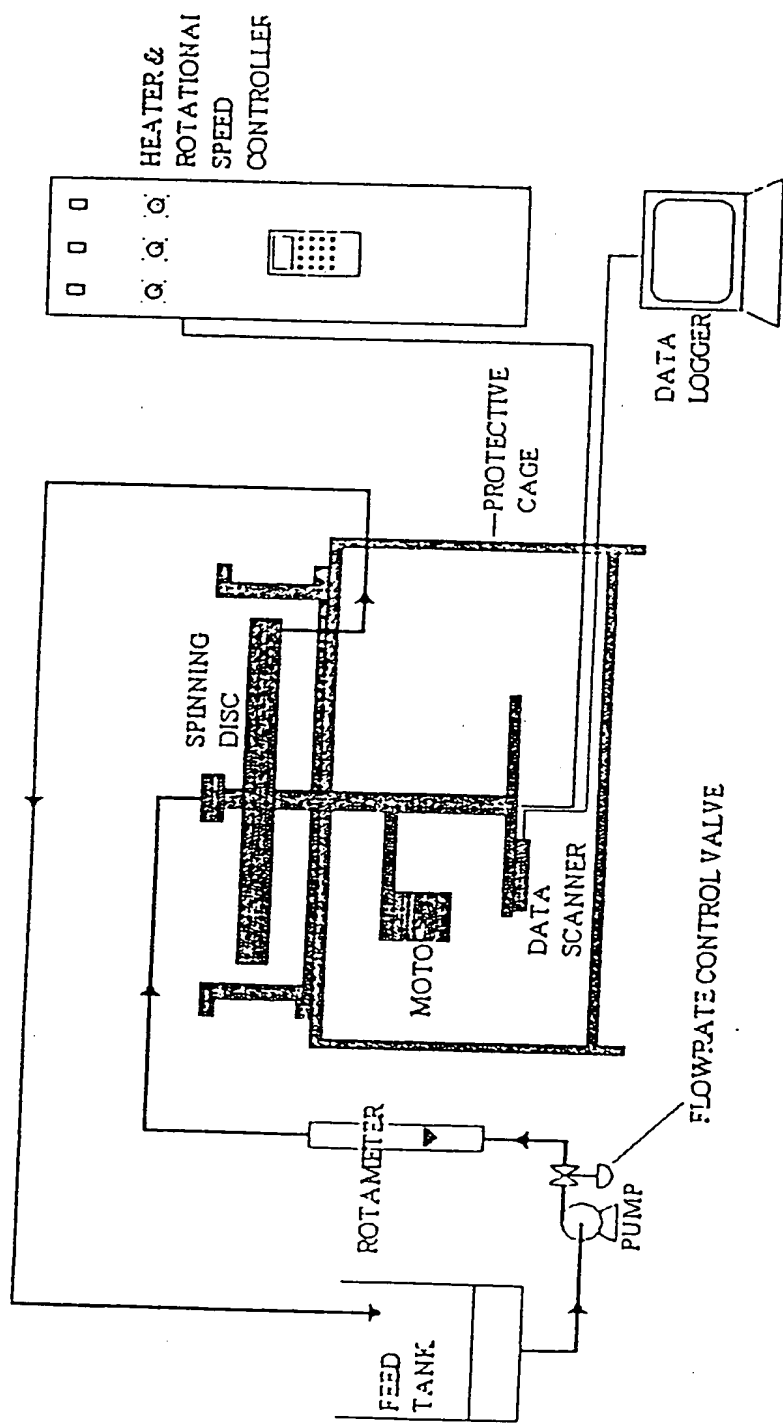 HEATER &
ROTATIONAl
SPEED
CONTROLLER
SPINNING
DISC
PROTECTIVE
CAGE
DATA
LOGGER
ROTAMETER
MOTO
DATA
SCANNER
FEED
TANK
PUMP
FLOWRATE CONTROL VALVE